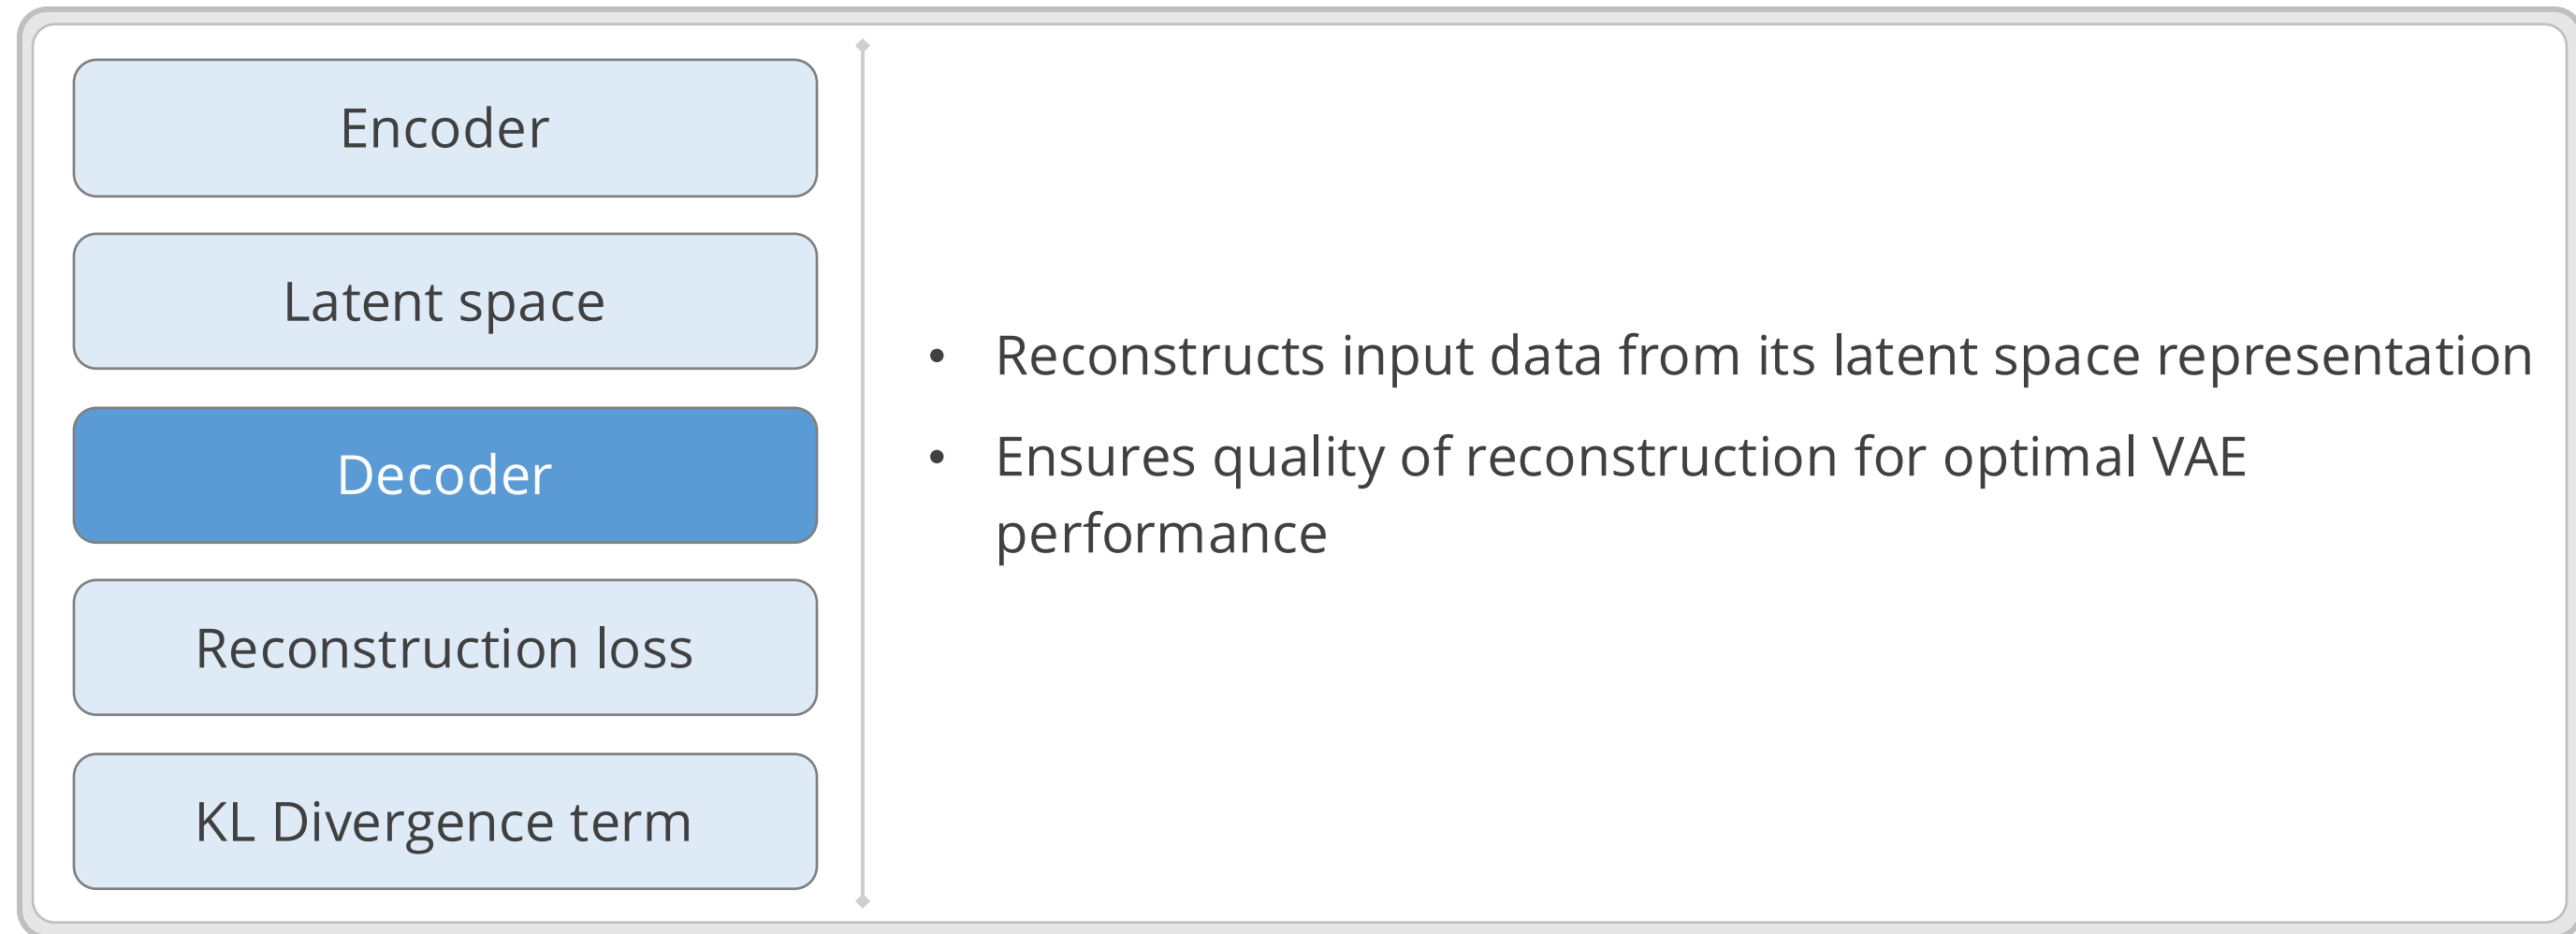 Encoder
Latent space
Decoder
Reconstruction loss
KL Divergence term
• Reconstructs input data from its latent space representation
• Ensures quality of reconstruction for optimal VAE
performance